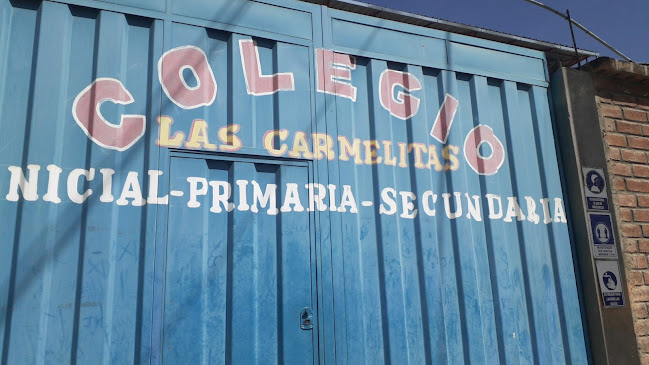 COLEGIO
LAS CARMELITAS
NICIAL-PRIMARIA-SECUNDARIA